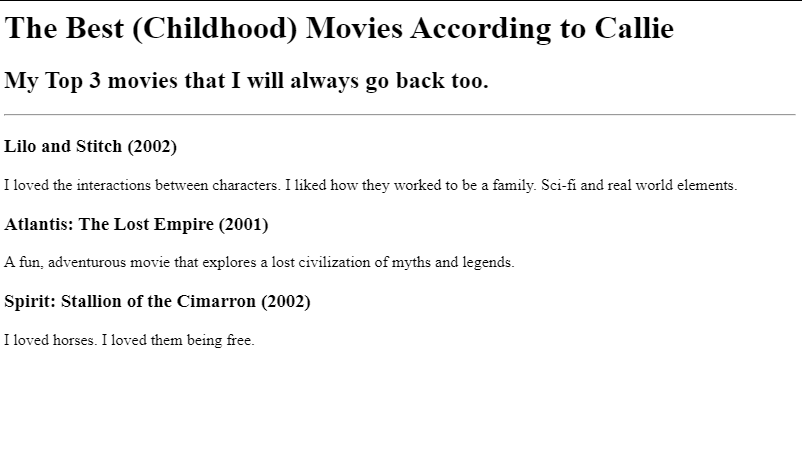 The Best (Childhood) Movies According to Callie
My Top 3 movies that I will always go back too.
Lilo and Stitch (2002)
I loved the interactions between characters. I liked how they worked to be a family. Sci-fi and real world elements.
Atlantis: The Lost Empire (2001)
A fun, adventurous movie that explores a lost civilization of myths and legends.
Spirit: Stallion of the Cimarron (2002)
I loved horses. I loved them being free.